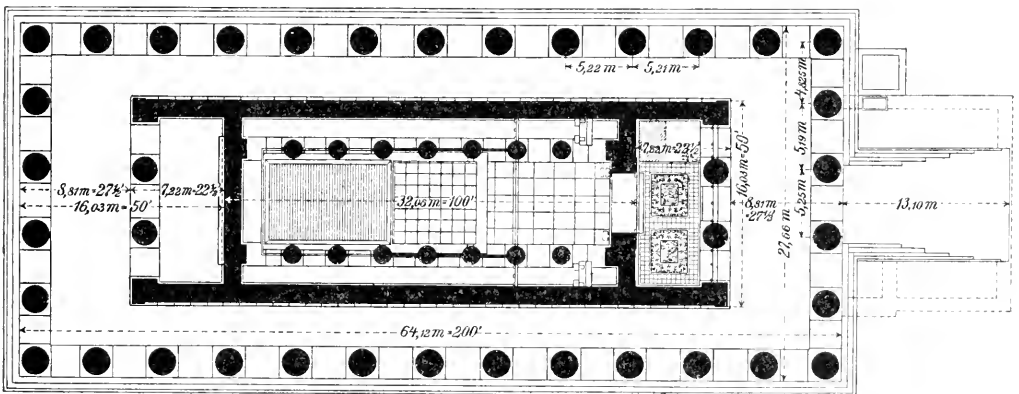 5,22 m
5,21 m
4,825 m
5,19 m
5,25 m
7,22 m = 22½'
16,03 m = 50'
8,81 m = 27½'
7,22 m = 22½'
16,03 m = 50'
32,06 m = 100'
8,81 m = 27½'
27,66 m
13,10 m
64,12 m = 200'